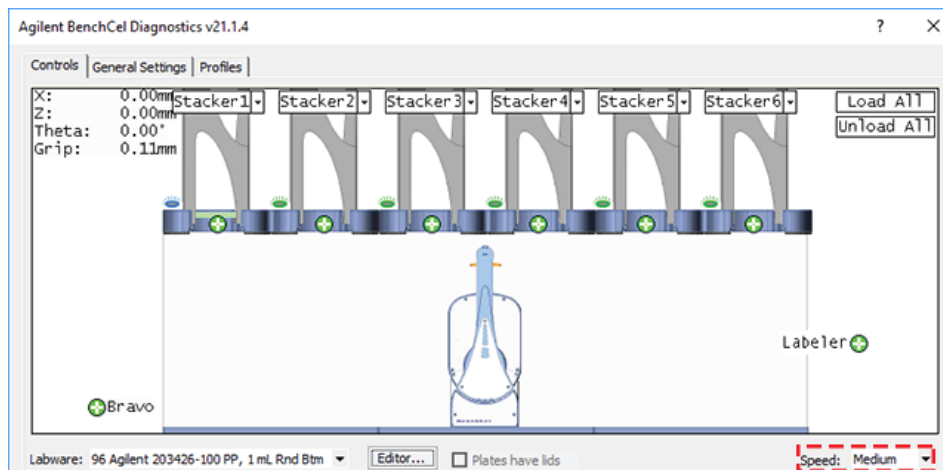 Agilent BenchCel Diagnostics v21.1.4
Controls General Settings Profiles
X: 0.00mm Stacker1 Stacker2 Stacker3 Stacker4 Stacker5 Stacker6 Load All
Z: 0.00mm Unload All
Theta: 0.00°
Grip: 0.11mm
Labeler
Bravo
Labware: 96 Agilent 203426-100 PP, 1 mL Rnd Btm Editor... Plates have lids Speed: Medium